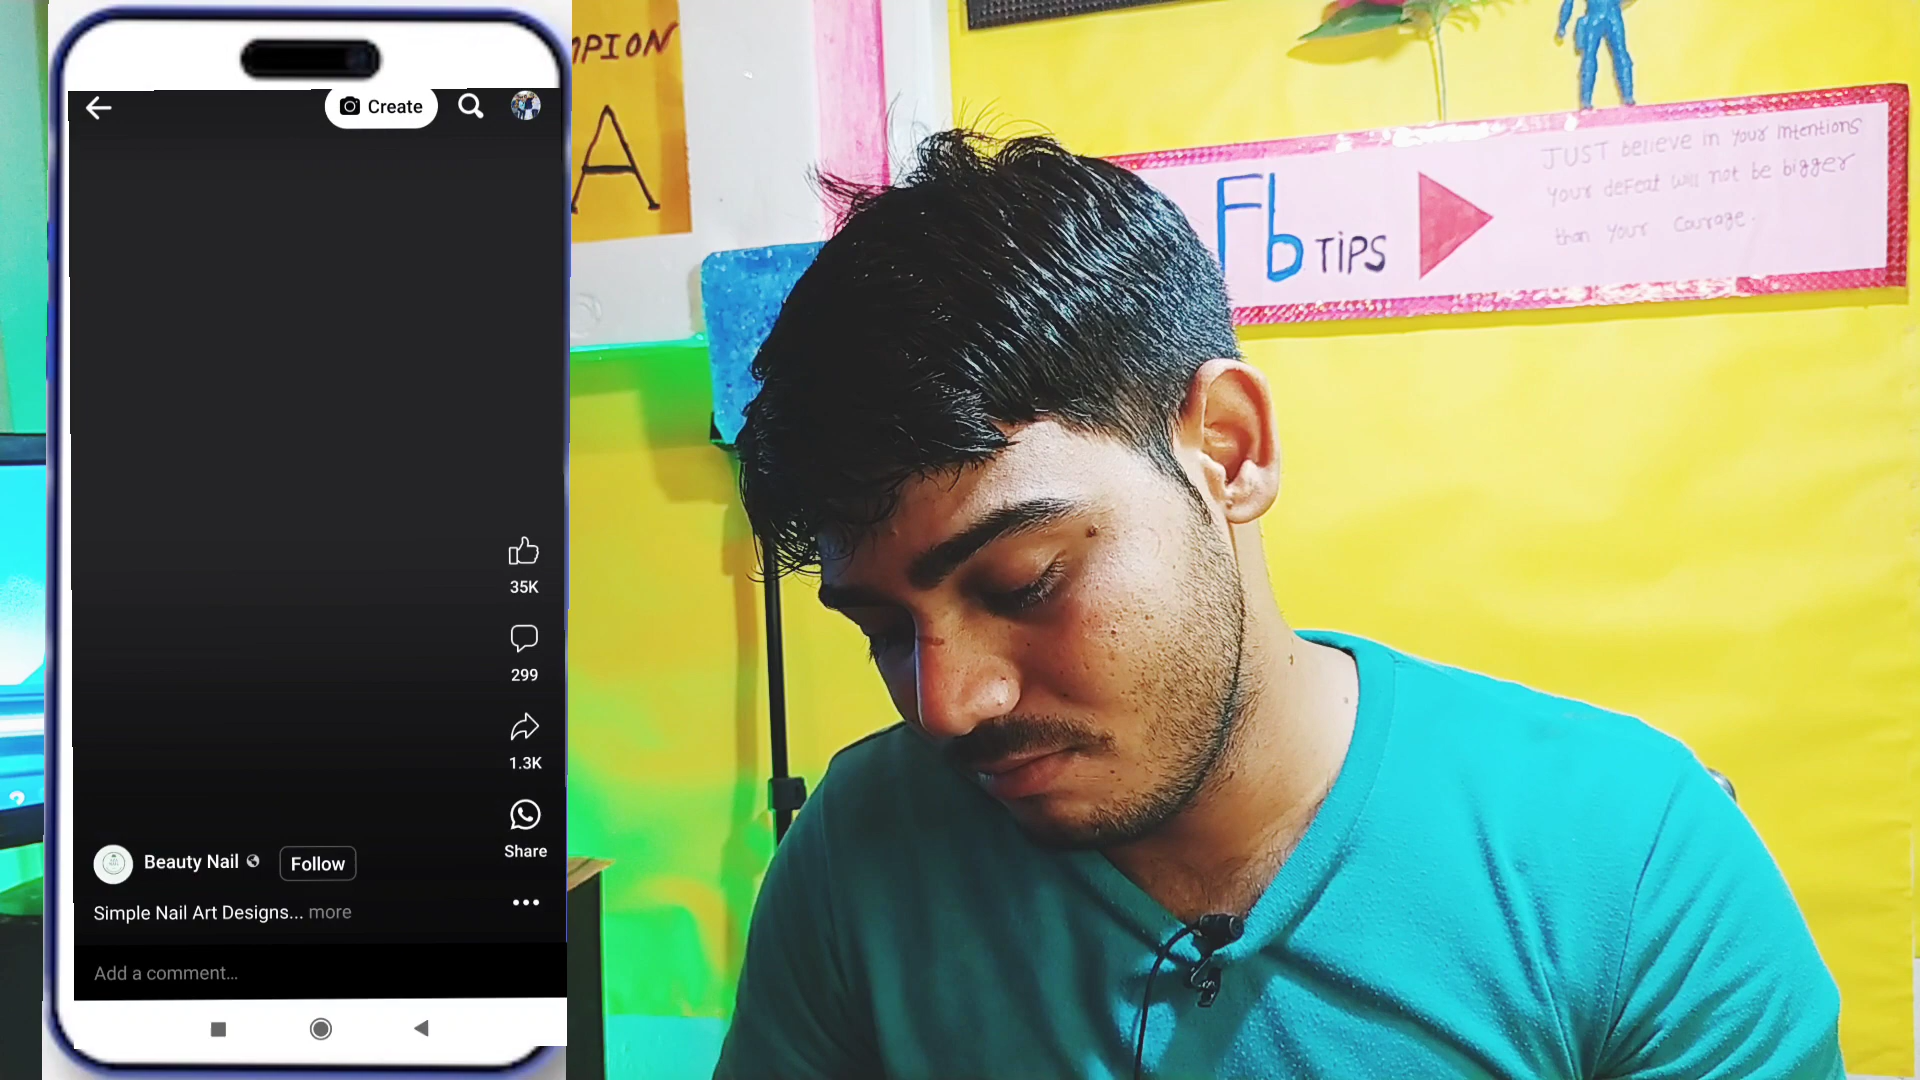 Create
35K
299
1.3K
Share
Beauty Nail
Follow
Simple Nail Art Designs... more
Add a comment...
MPION
A
Fb TiPS
JUST believe in your intentions
your defeat will not be bigger
than your courage.